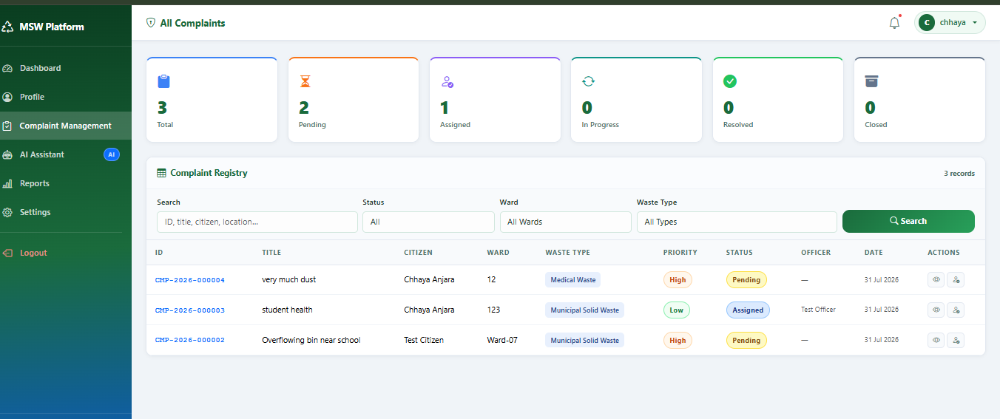 MSW Platform
All Complaints
C chhaya
Dashboard
Profile
Complaint Management
AI Assistant AI
Reports
Settings
Logout
3
Total
2
Pending
1
Assigned
0
In Progress
0
Resolved
0
Closed
Complaint Registry 3 records
Search Status Ward Waste Type
ID, title, citizen, location... All All Wards All Types Search
ID TITLE CITIZEN WARD WASTE TYPE PRIORITY STATUS OFFICER DATE ACTIONS
CMP-2026-000004 very much dust Chhaya Anjara 12 Medical Waste High Pending — 31 Jul 2026
CMP-2026-000003 student health Chhaya Anjara 123 Municipal Solid Waste Low Assigned Test Officer 31 Jul 2026
CMP-2026-000002 Overflowing bin near school Test Citizen Ward-07 Municipal Solid Waste High Pending — 31 Jul 2026